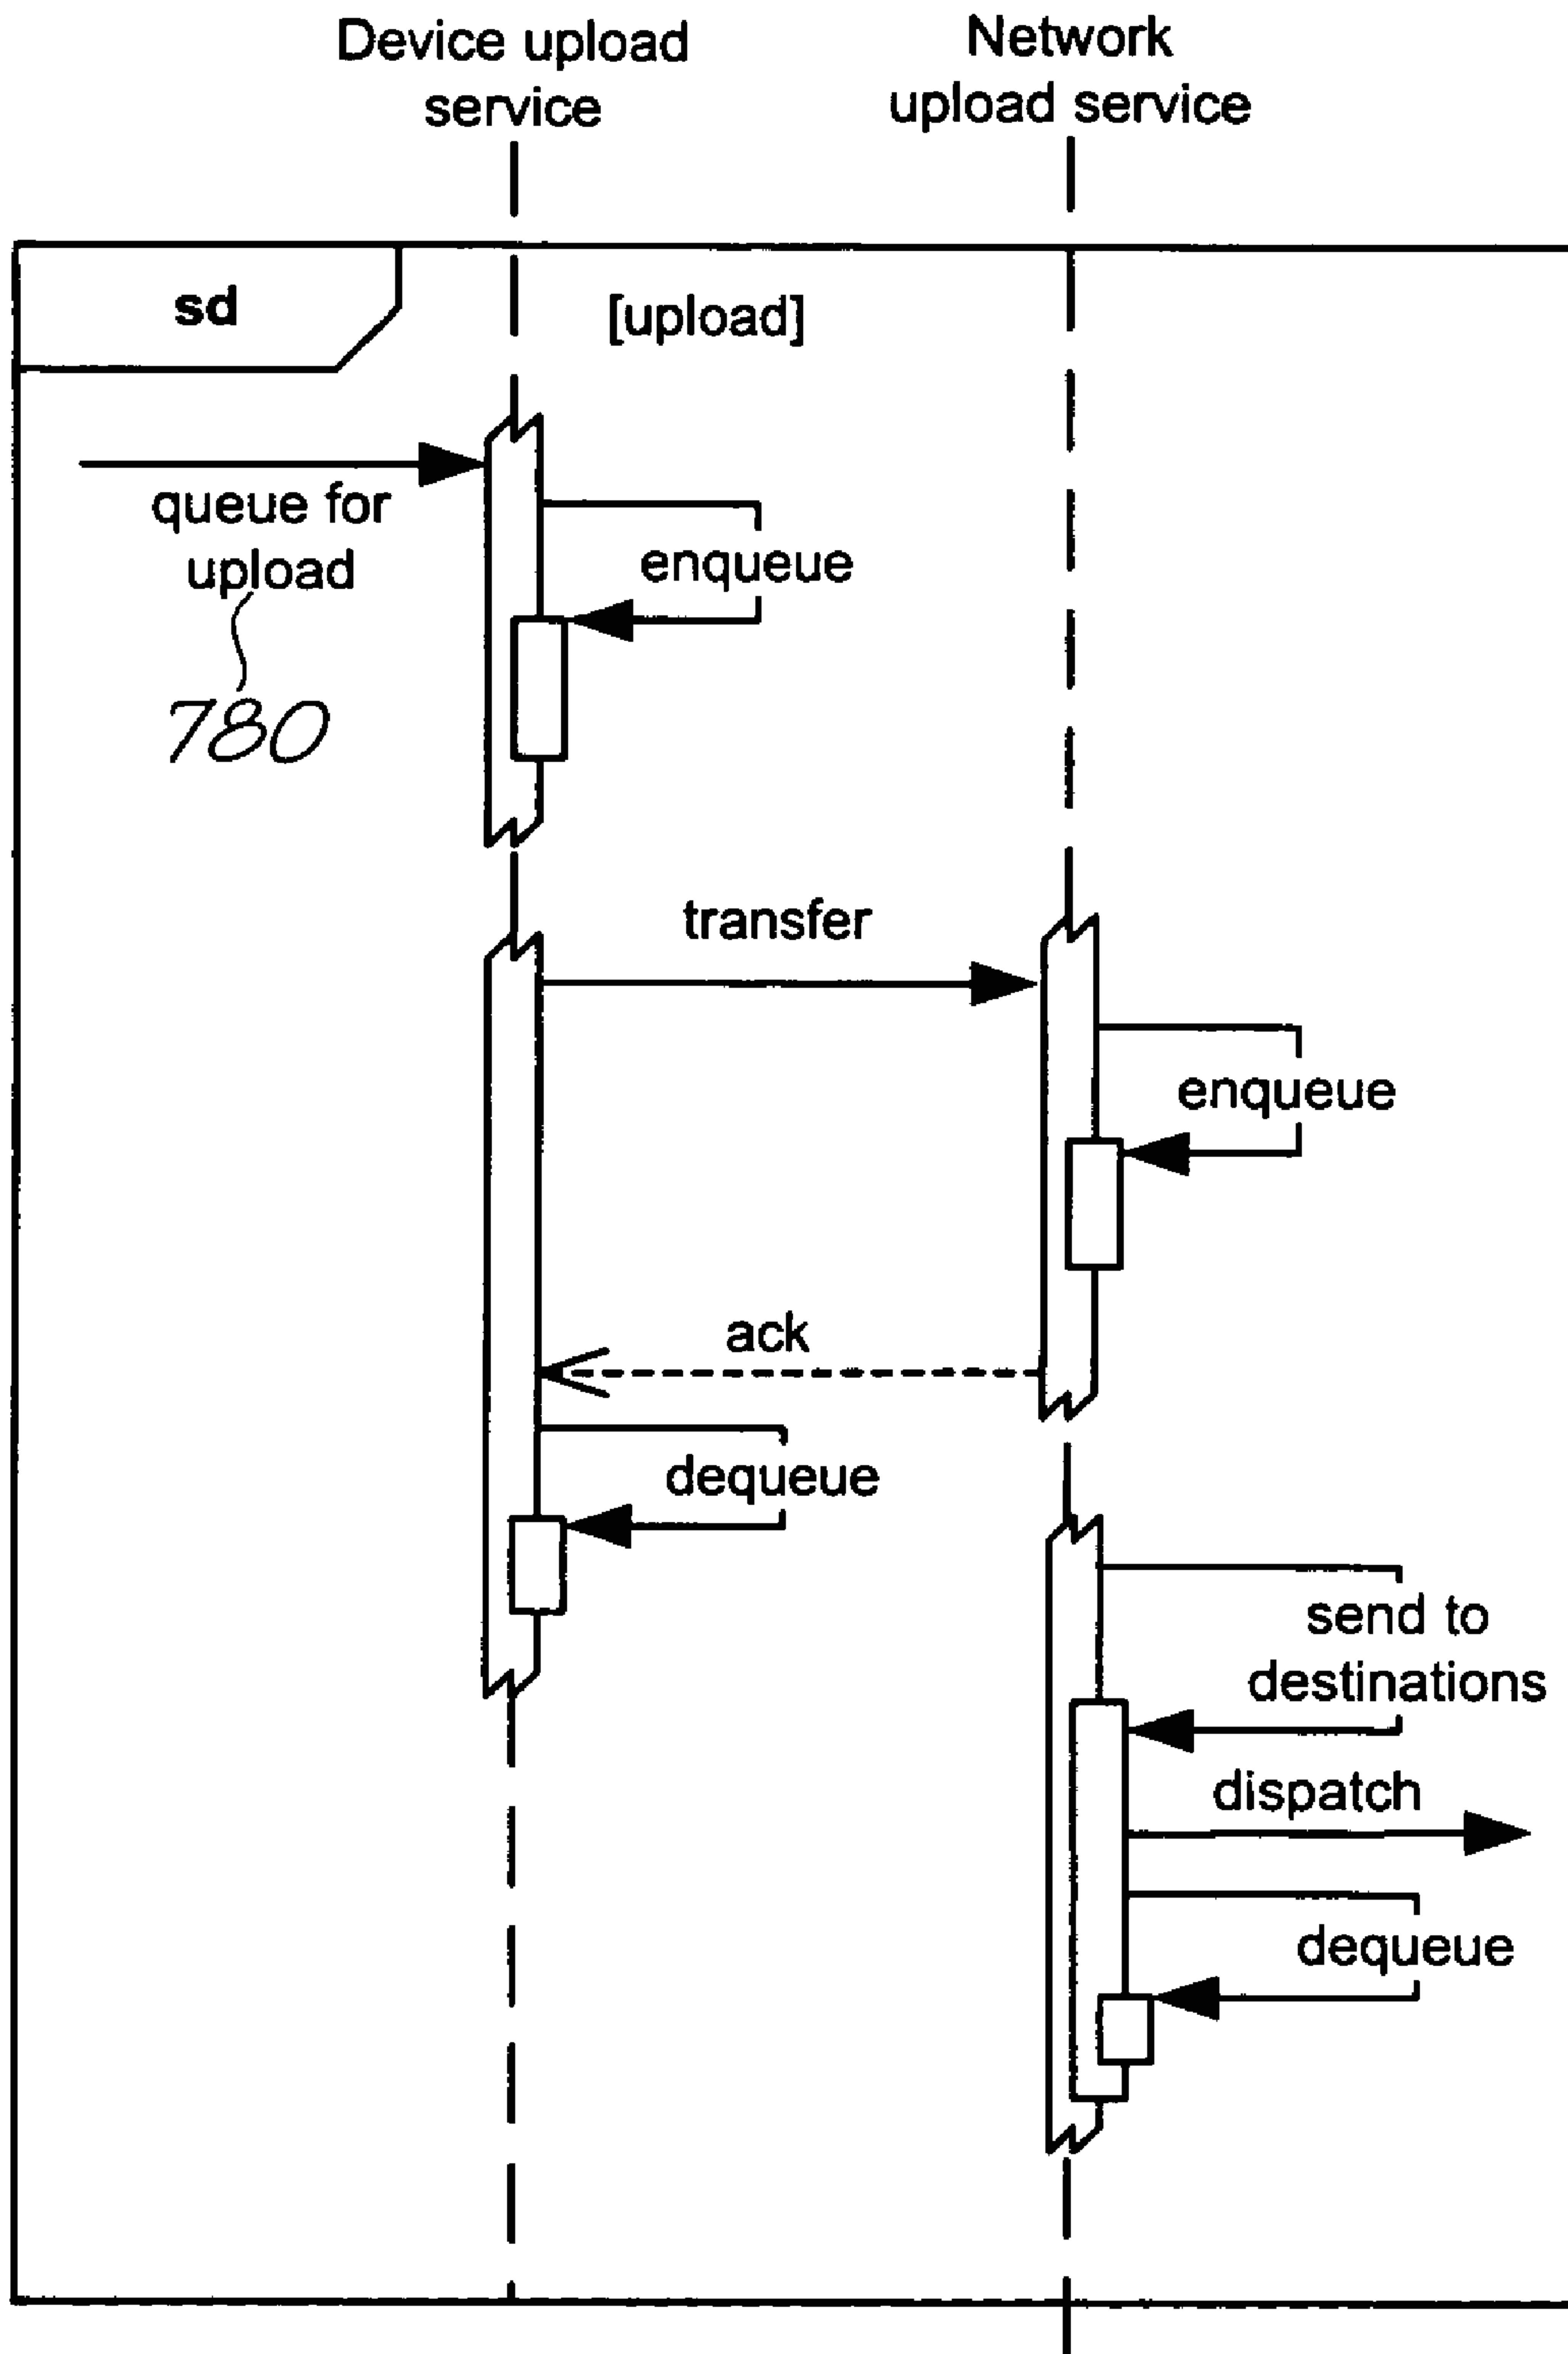 Device upload
service
Network
upload service
sd
[upload]
queue for
upload
780
enqueue
transfer
enqueue
ack
dequeue
send to
destinations
dispatch
dequeue